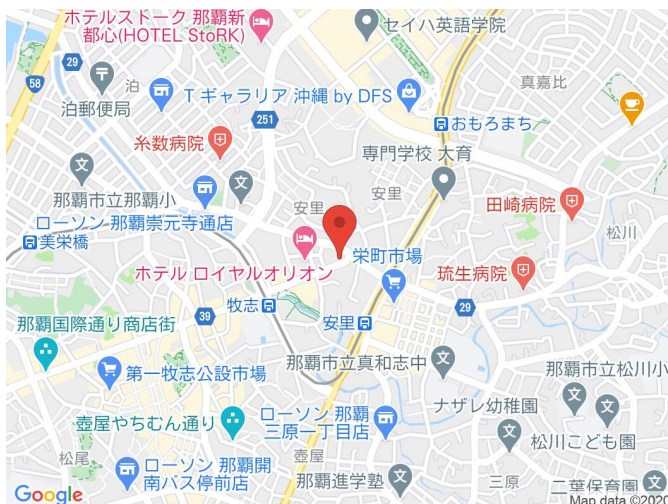 ホテルストーク 那覇新
都心(HOTEL StoRK)
セイハ英語学院
真嘉比
29
泊
58
泊郵便局
T ギャラリア 沖縄 by DFS
251
おもろまち
糸数病院
専門学校 大育
那覇市立那覇小
安里
安里
田崎病院
松川
ローソン 那覇崇元寺通店
美栄橋
栄町市場
琉生病院
ホテル ロイヤルオリオン
牧志
39
安里
29
那覇国際通り商店街
那覇市立真和志中
第一牧志公設市場
那覇市立松川小
ナザレ幼稚園
壺屋やちむん通り
ローソン 那覇
三原一丁目店
松川こども園
松尾
壺屋
ローソン 那覇開
南バス停前店
那覇進学塾
三原
二葉保育園
Google
Map data ©2020